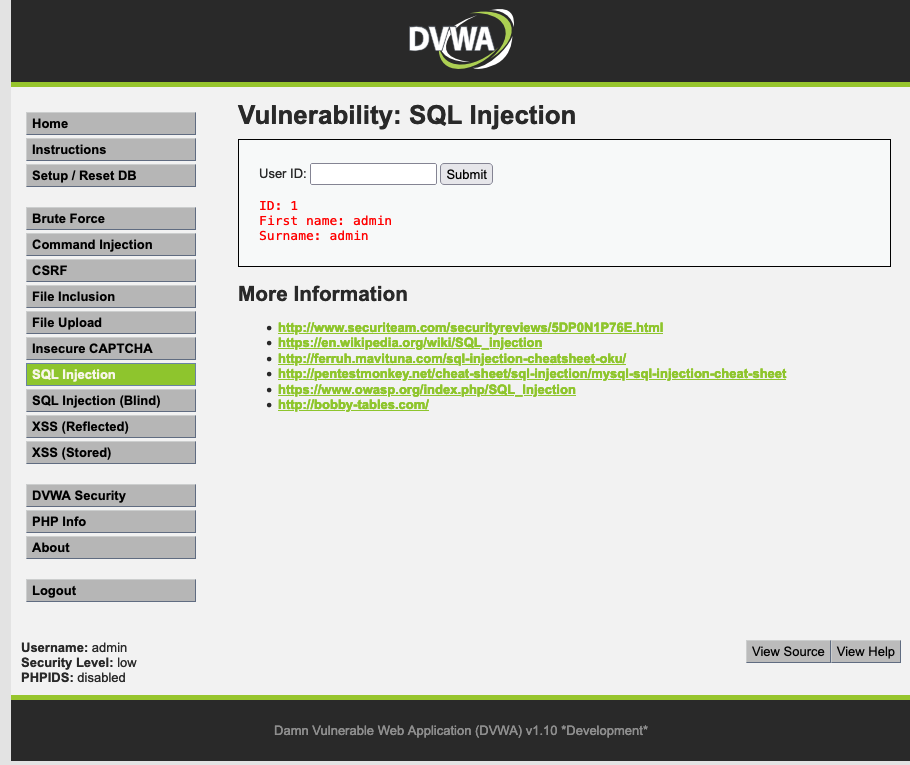 DVWA
Home
Instructions
Setup / Reset DB
Brute Force
Command Injection
CSRF
File Inclusion
File Upload
Insecure CAPTCHA
SQL Injection
SQL Injection (Blind)
XSS (Reflected)
XSS (Stored)
DVWA Security
PHP Info
About
Logout
Vulnerability: SQL Injection
User ID: Submit
ID: 1
First name: admin
Surname: admin
More Information
http://www.securiteam.com/securityreviews/5DP0N1P76E.html
https://en.wikipedia.org/wiki/SQL_injection
http://ferruh.mavituna.com/sql-injection-cheatsheet-oku/
http://pentestmonkey.net/cheat-sheet/sql-injection/mysql-sql-injection-cheat-sheet
https://www.owasp.org/index.php/SQL_Injection
http://bobby-tables.com/
Username: admin
Security Level: low
PHPIDS: disabled
View Source View Help
Damn Vulnerable Web Application (DVWA) v1.10 *Development*